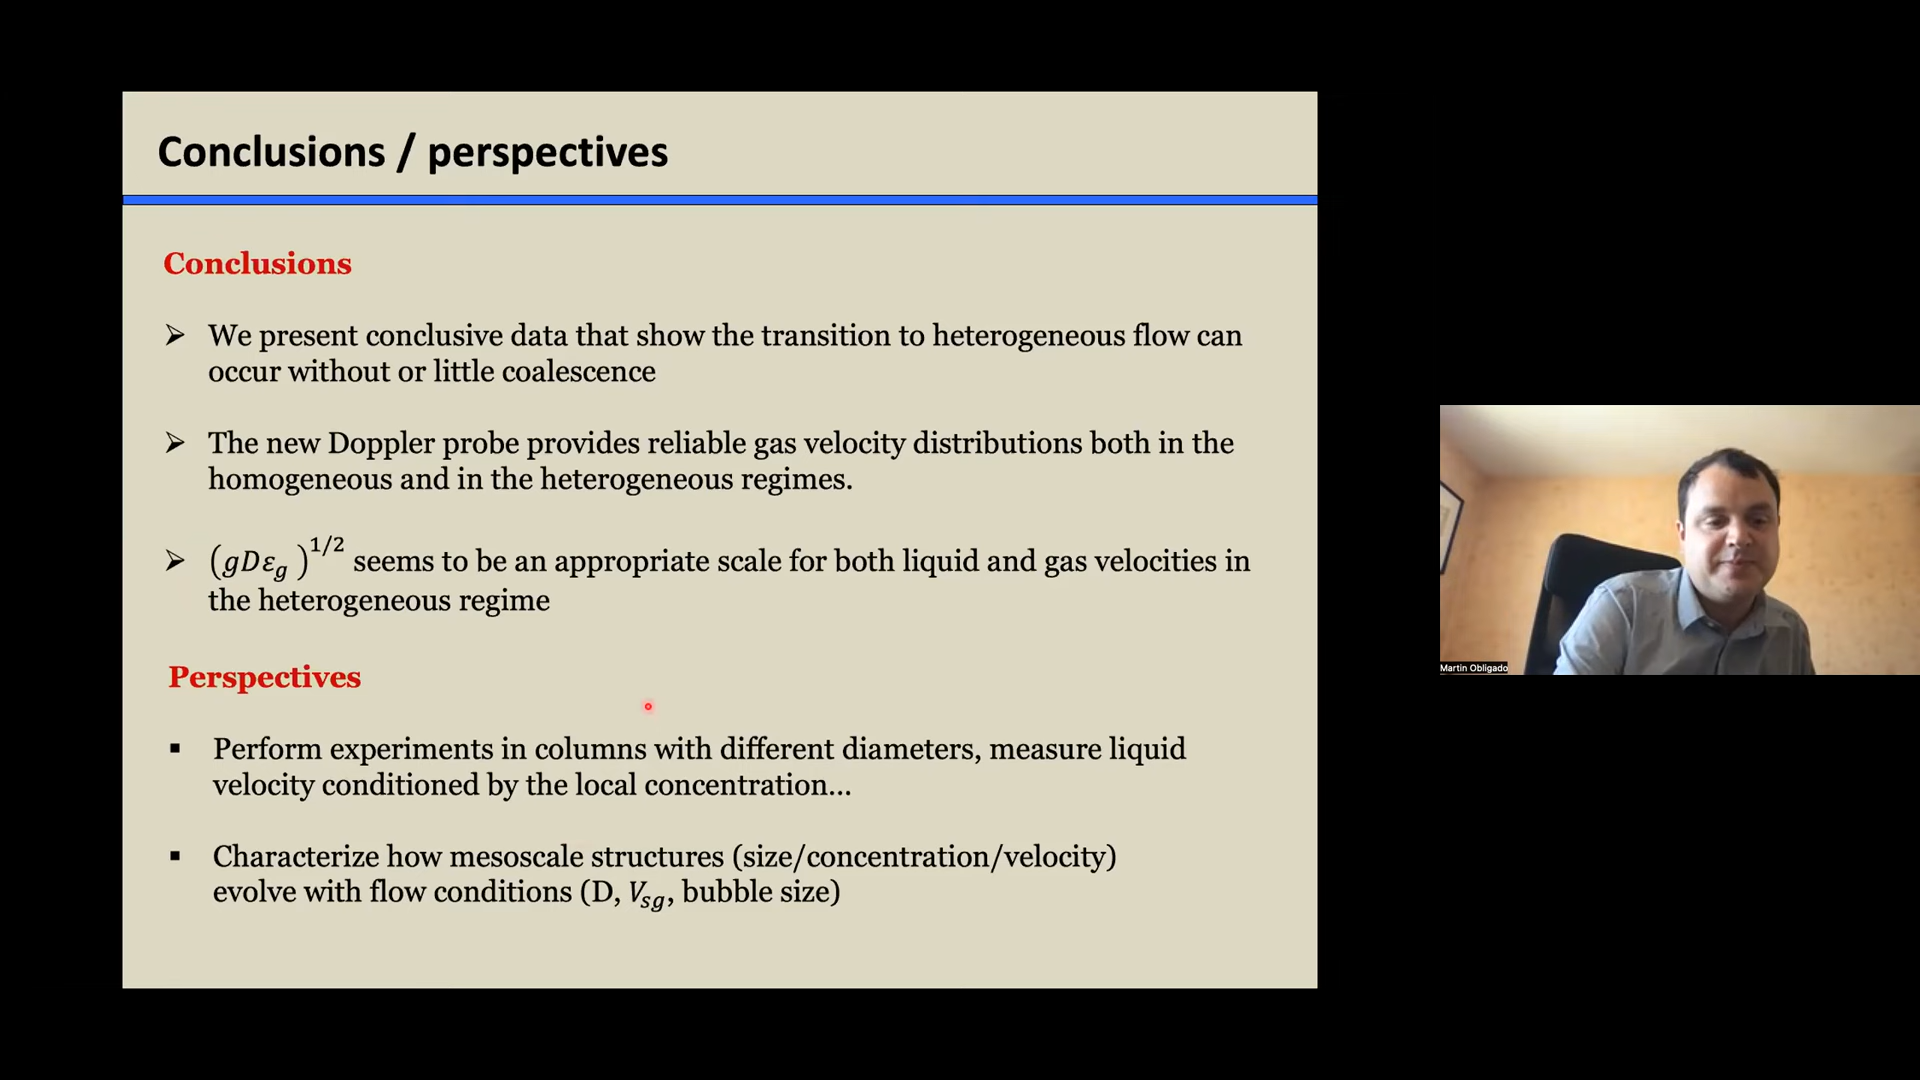 Conclusions / perspectives
Conclusions
➢ We present conclusive data that show the transition to heterogeneous flow can
occur without or little coalescence
➢ The new Doppler probe provides reliable gas velocity distributions both in the
homogeneous and in the heterogeneous regimes.
➢ (gDε_g)^{1/2} seems to be an appropriate scale for both liquid and gas velocities in
the heterogeneous regime
Perspectives
▪ Perform experiments in columns with different diameters, measure liquid
velocity conditioned by the local concentration...
▪ Characterize how mesoscale structures (size/concentration/velocity)
evolve with flow conditions (D, V_{sg}, bubble size)
Martin Obligado